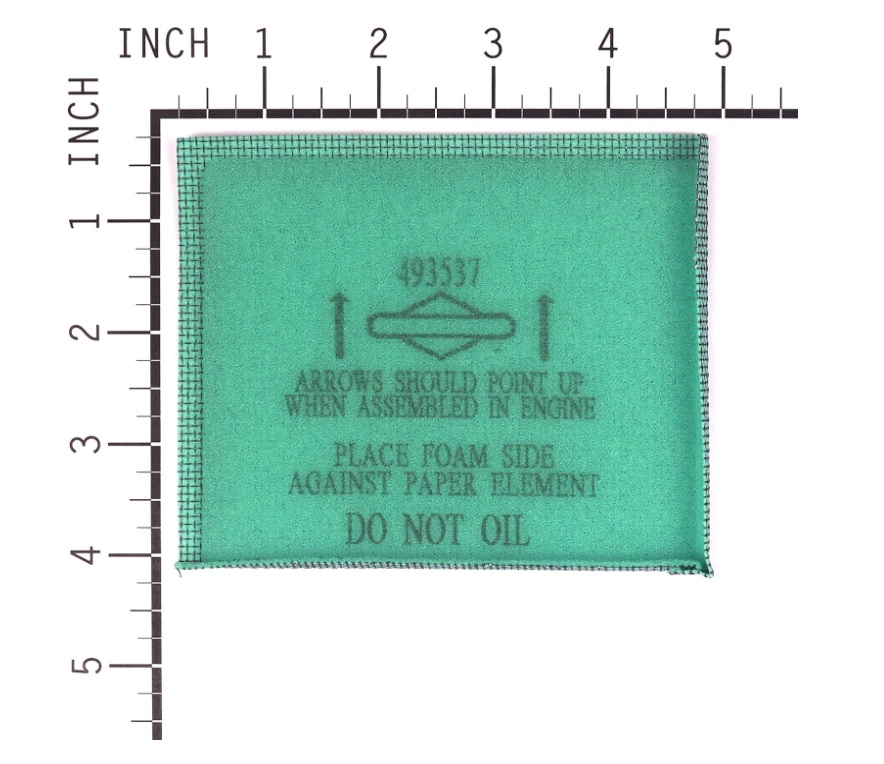 INCH 1 2 3 4 5
INCH
1
2
3
4
5
493537
ARROWS SHOULD POINT UP
WHEN ASSEMBLED IN ENGINE
PLACE FOAM SIDE
AGAINST PAPER ELEMENT
DO NOT OIL